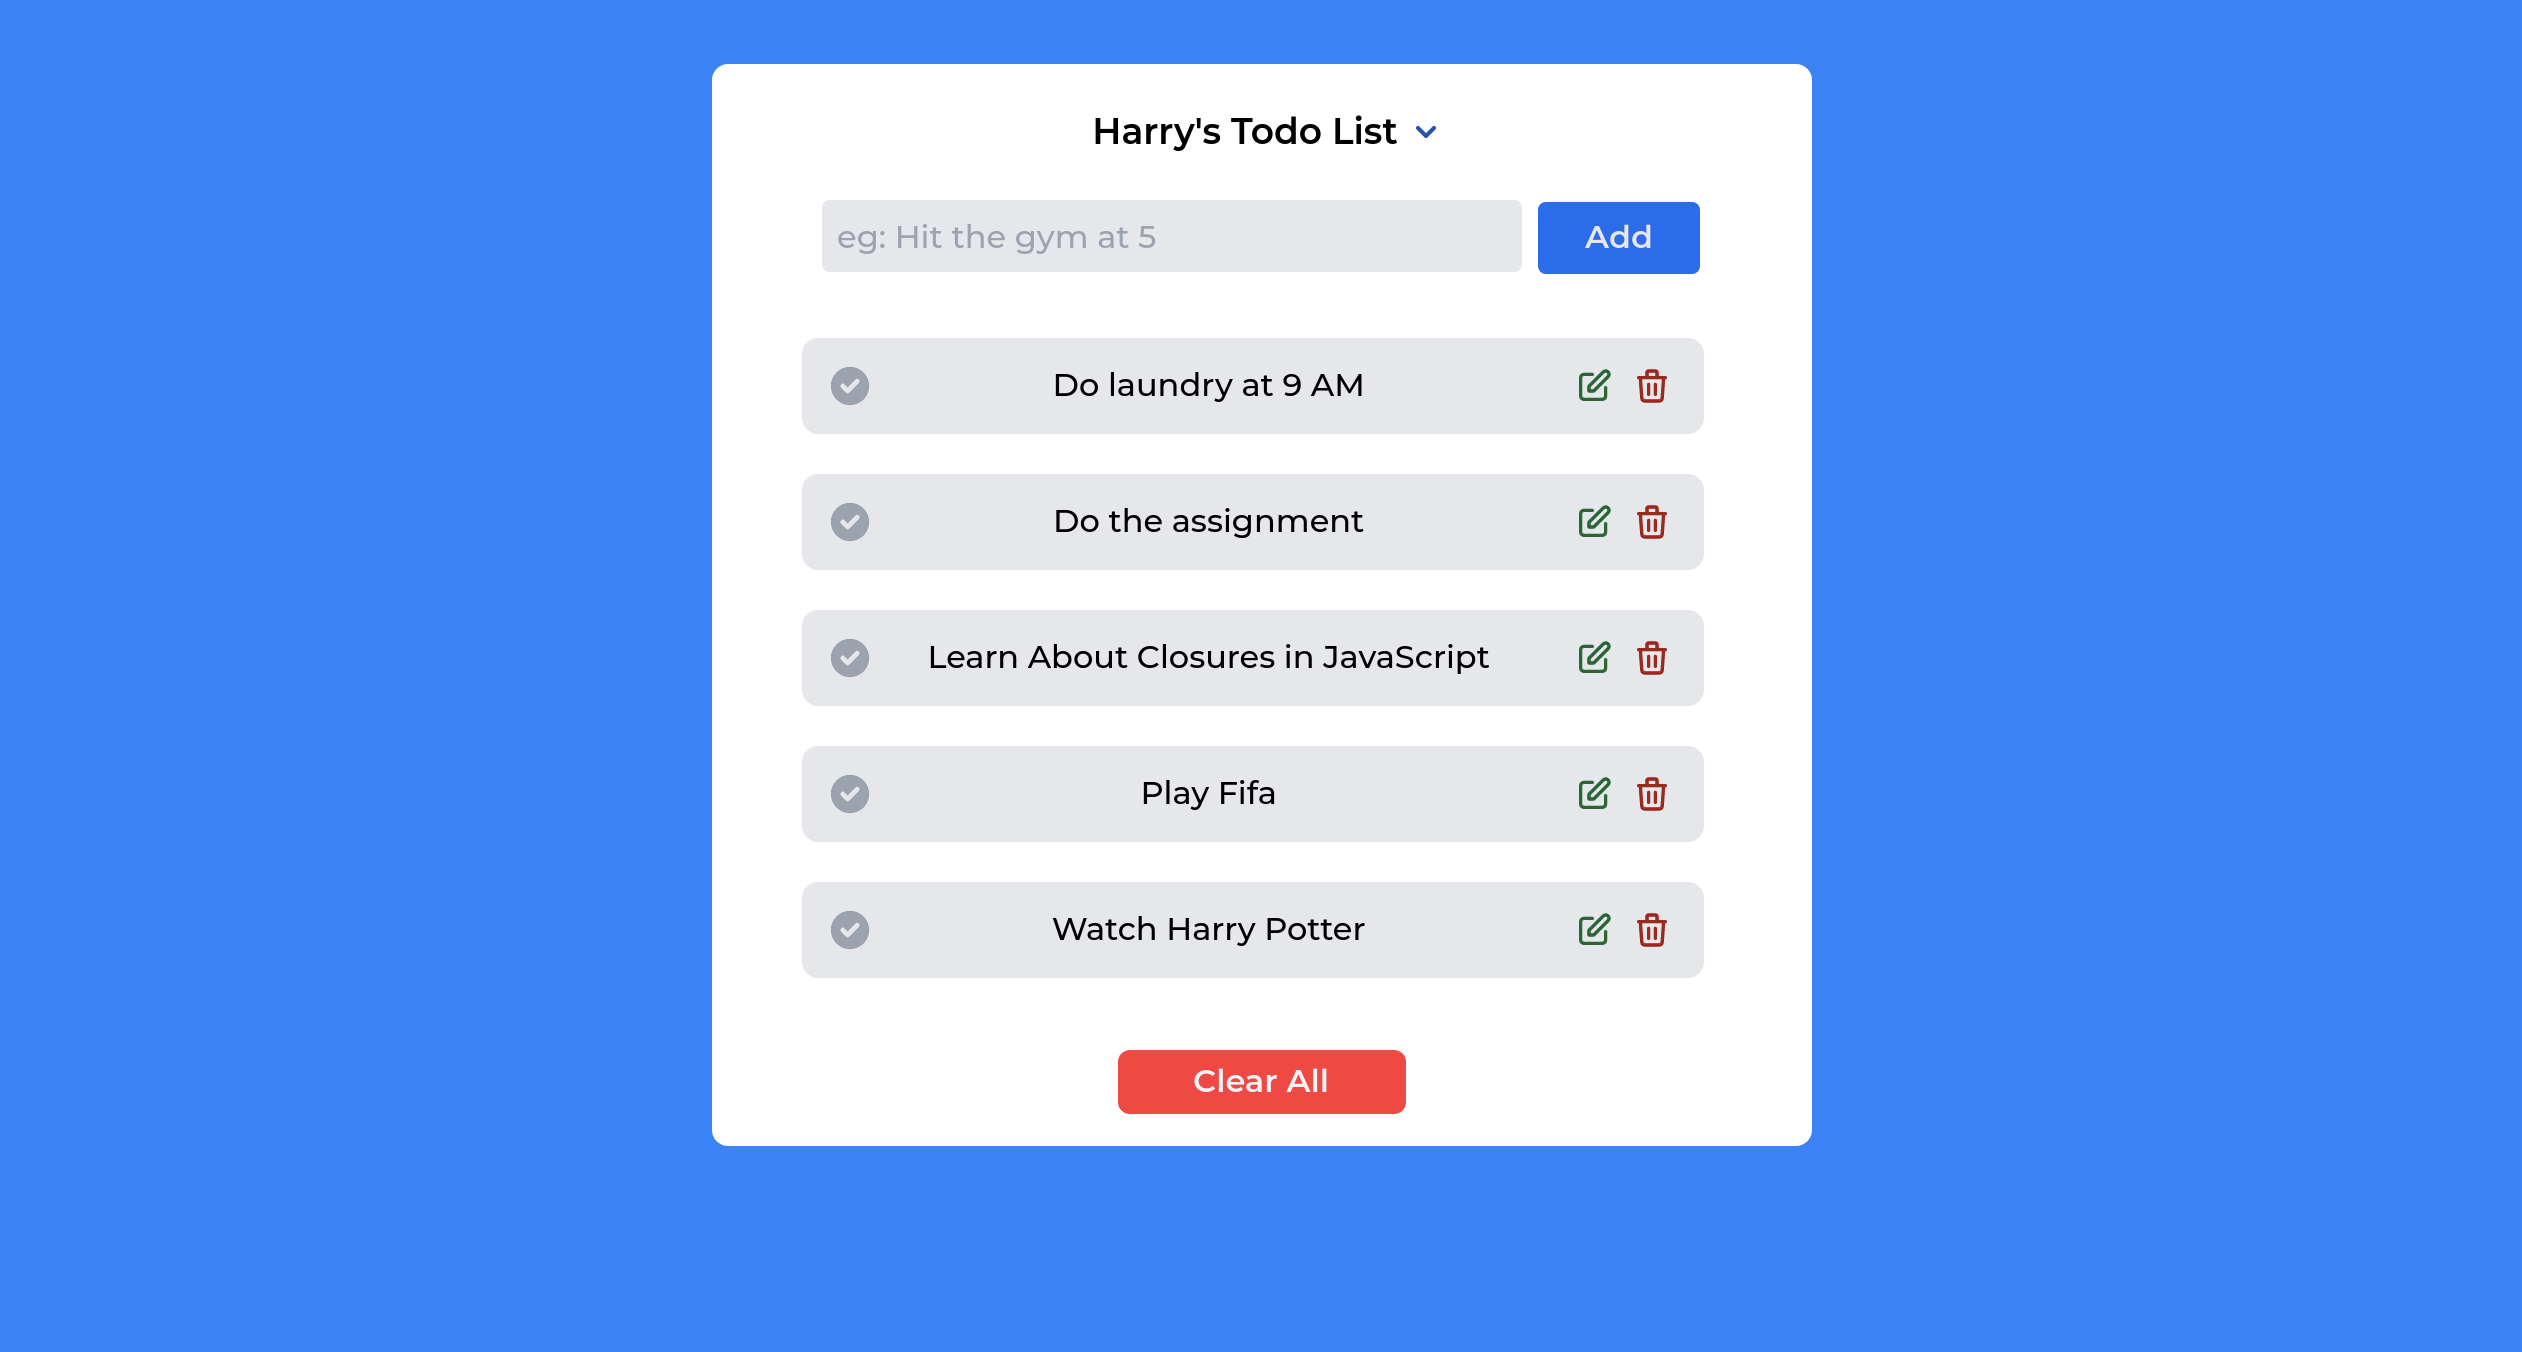 Harry's Todo List
eg: Hit the gym at 5
Add
Do laundry at 9 AM
Do the assignment
Learn About Closures in JavaScript
Play Fifa
Watch Harry Potter
Clear All